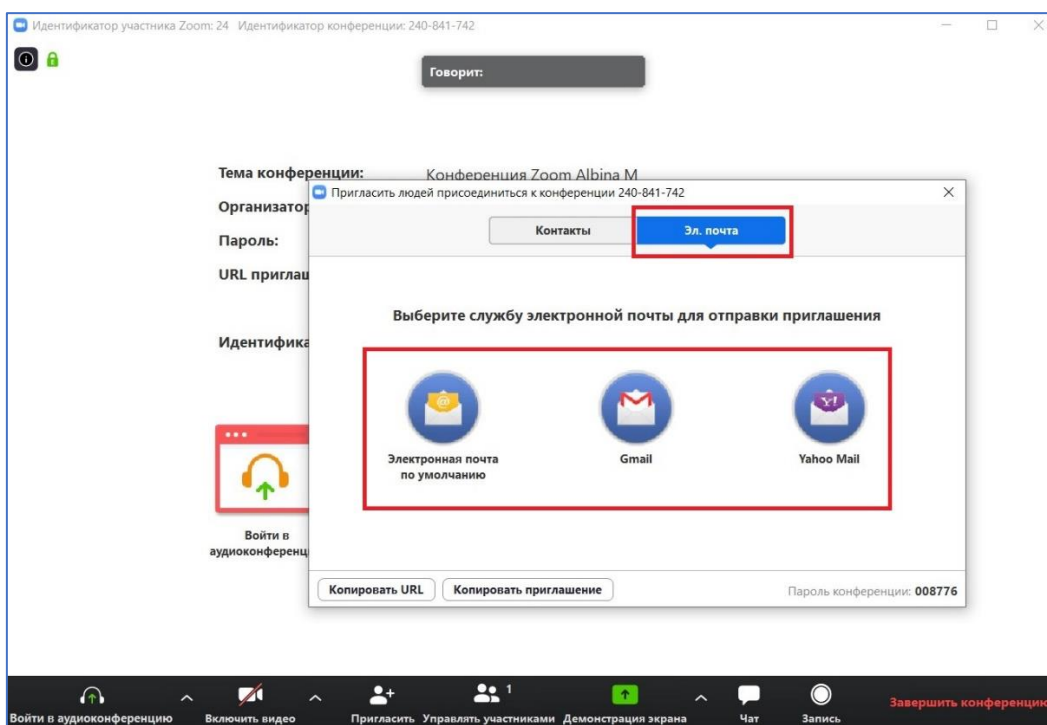 Идентификатор участника Zoom: 24 Идентификатор конференции: 240-841-742
Говорит:
Тема конференции: Конференция Zoom Albina M
Пригласить людей присоединиться к конференции 240-841-742
Организатор
Контакты Эл. почта
Пароль:
URL приглаш
Выберите службу электронной почты для отправки приглашения
Идентифика
Электронная почта
по умолчанию
Gmail
Yahoo Mail
Войти в
аудиоконференц
Копировать URL Копировать приглашение Пароль конференции: 008776
1
Войти в аудиоконференцию Включить видео Пригласить Управлять участниками Демонстрация экрана Чат Запись Завершить конференцию